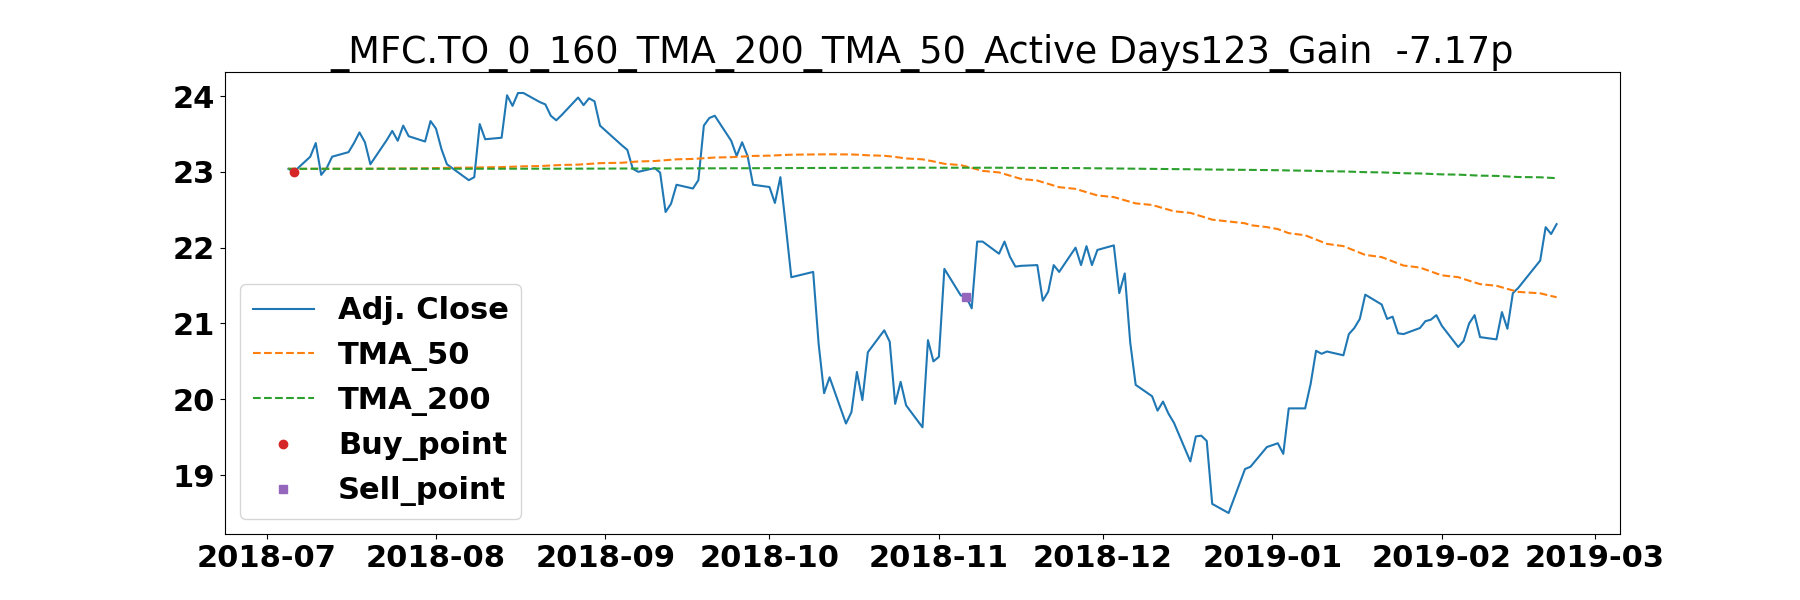 _MFC.TO_0_160_TMA_200_TMA_50_Active Days123_Gain  -7.17p
24
23
22
21
20
19
Adj. Close
TMA_50
TMA_200
Buy_point
Sell_point
2018-07 2018-08 2018-09 2018-10 2018-11 2018-12 2019-01 2019-02 2019-03